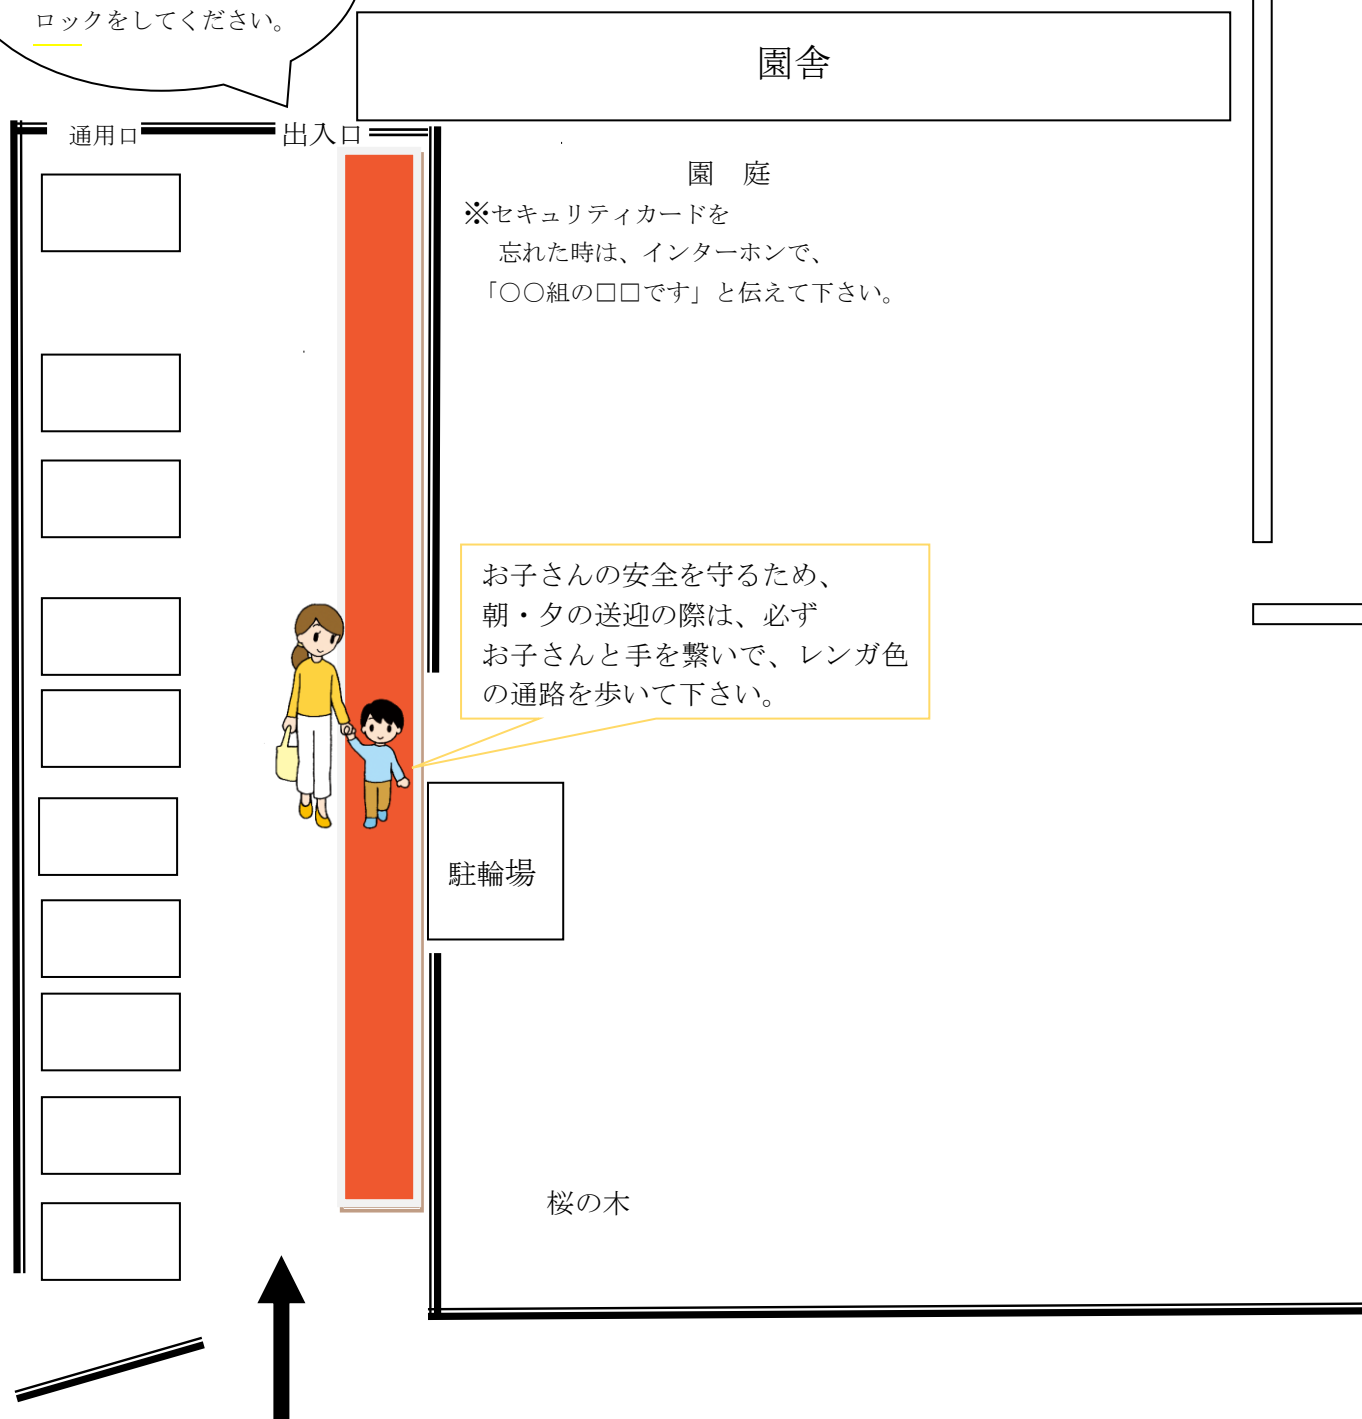 ロックをしてください。
園舎
通用口
出入口
園　庭
※セキュリティカードを
忘れた時は、インターホンで、
「〇〇組の□□です」と伝えて下さい。
お子さんの安全を守るため、
朝・夕の送迎の際は、必ず
お子さんと手を繋いで、レンガ色
の通路を歩いて下さい。
駐輪場
桜の木